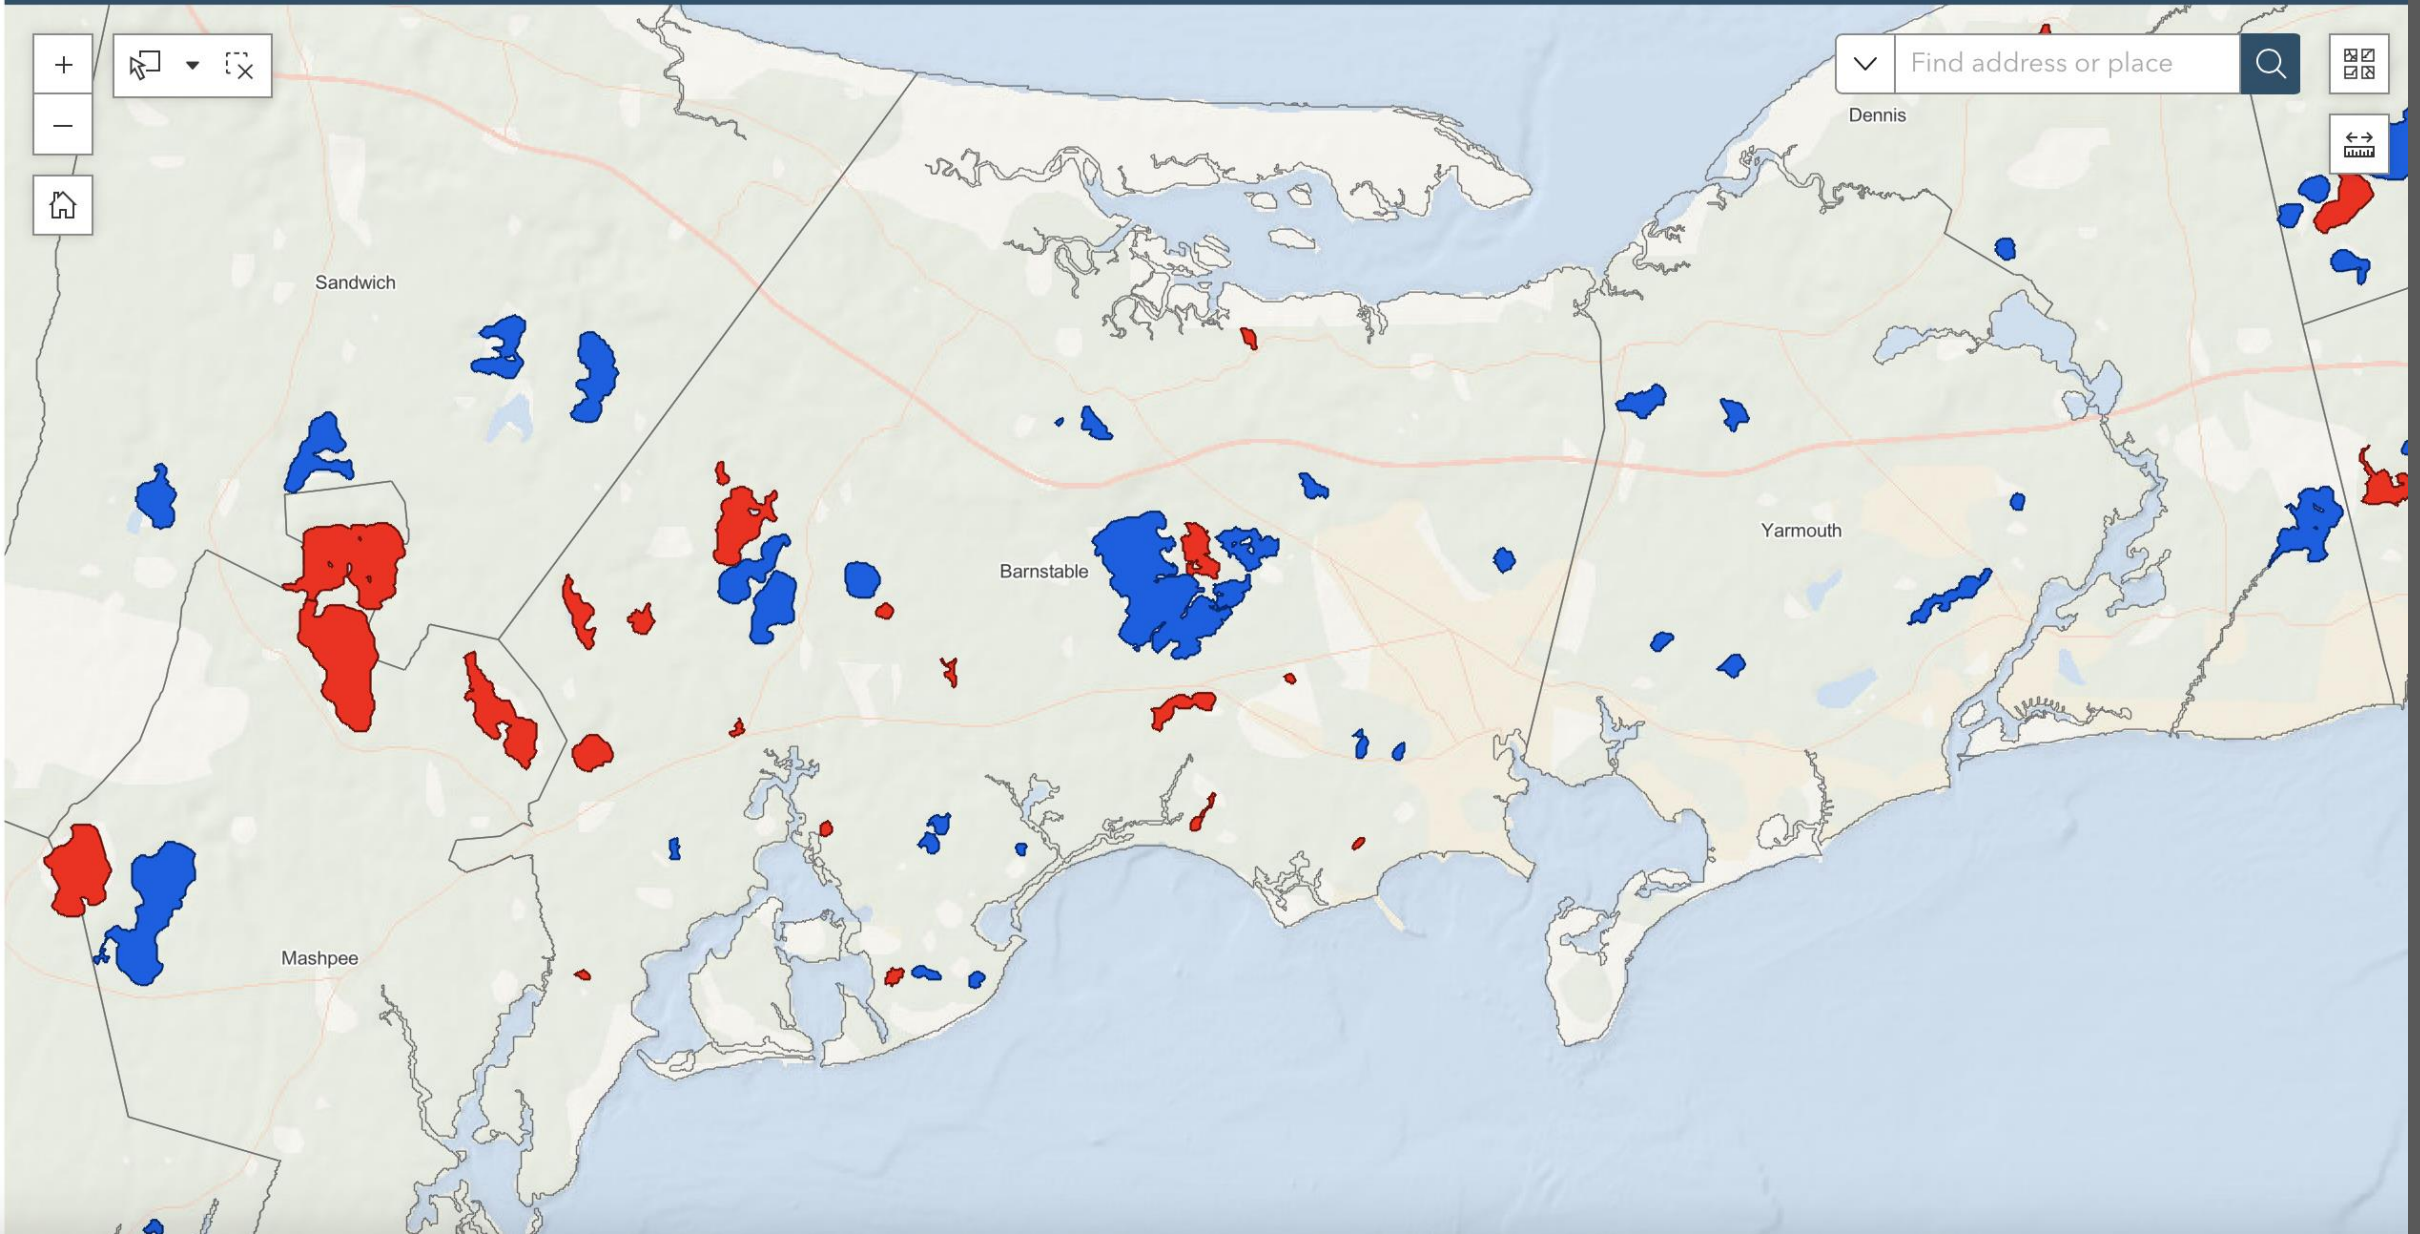 Find address or place
Dennis
Sandwich
Yarmouth
Barnstable
Mashpee